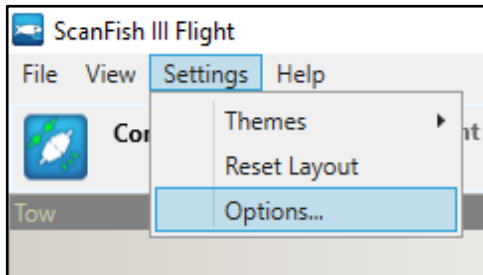 ScanFish III Flight
File View Settings Help
Themes
Reset Layout
Options...
Tow